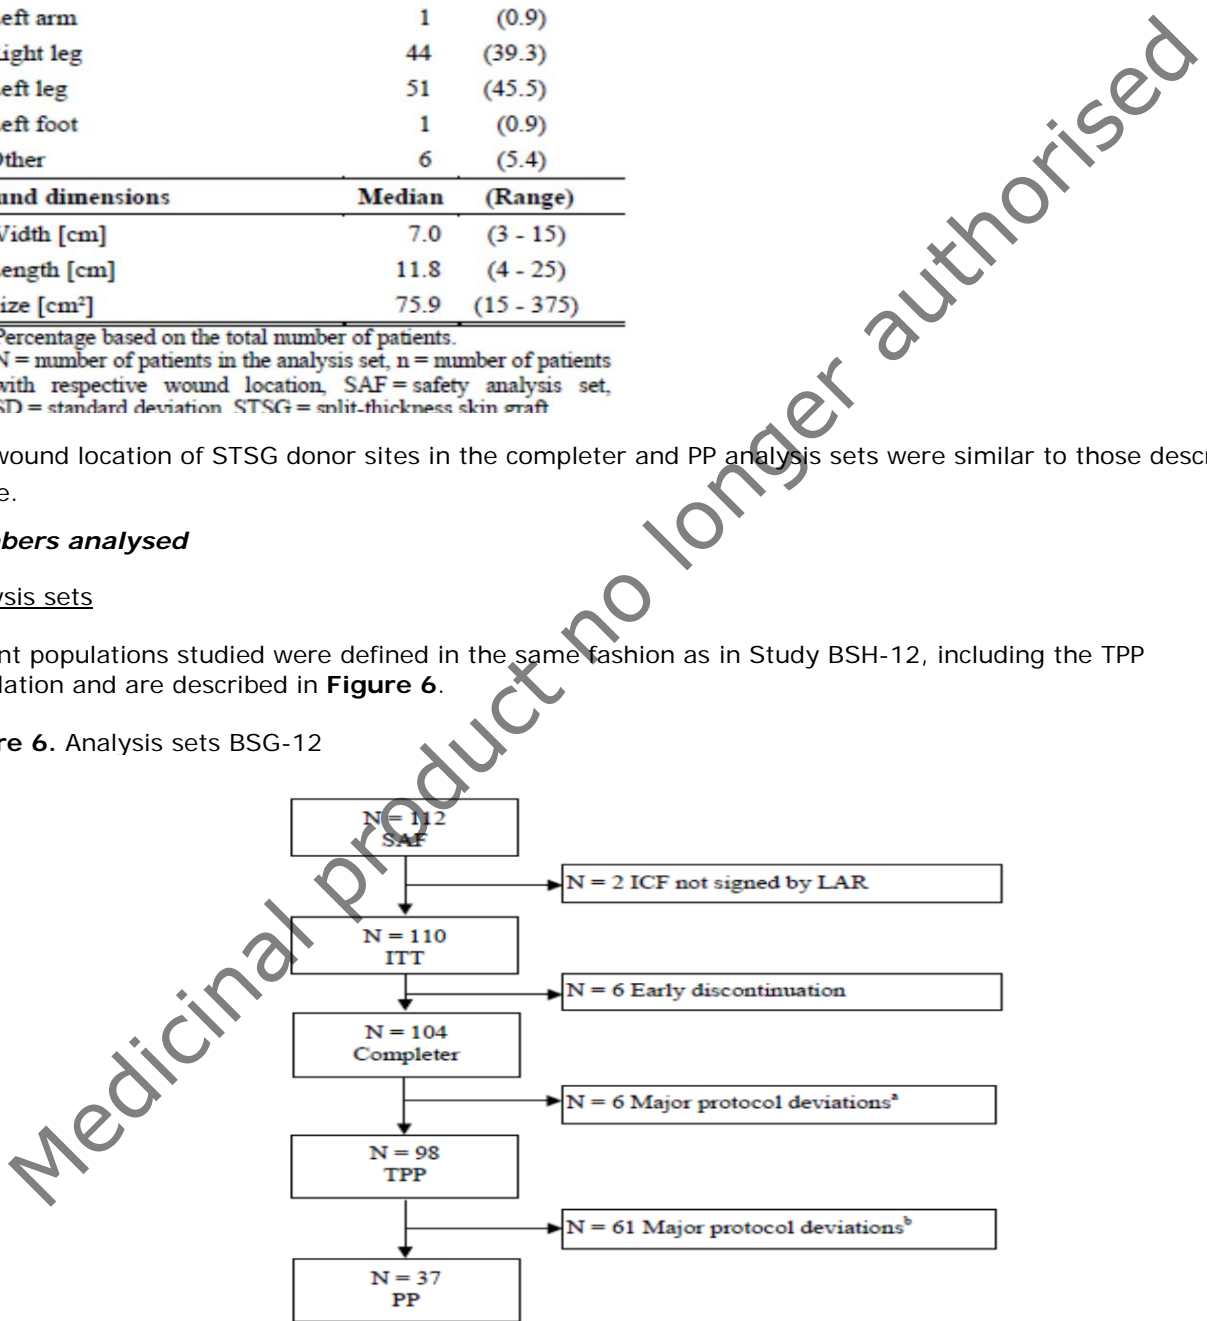 eft arm 1 (0.9)
ight leg 44 (39.3)
eft leg 51 (45.5)
eft foot 1 (0.9)
Other 6 (5.4)
und dimensions Median (Range)
Width [cm] 7.0 (3 - 15)
ength [cm] 11.8 (4 - 25)
ize [cm²] 75.9 (15 - 375)
Percentage based on the total number of patients.
N = number of patients in the analysis set, n = number of patients
with respective wound location, SAF = safety analysis set,
SD = standard deviation, STSG = split-thickness skin graft
wound location of STSG donor sites in the completer and PP analysis sets were similar to those descr
e.
bers analysed
ysis sets
nt populations studied were defined in the same fashion as in Study BSH-12, including the TPP
lation and are described in Figure 6.
re 6. Analysis sets BSG-12
N = 112
SAF
N = 2 ICF not signed by LAR
N = 110
ITT
N = 6 Early discontinuation
N = 104
Completer
N = 6 Major protocol deviationsᵃ
N = 98
TPP
N = 61 Major protocol deviationsᵇ
N = 37
PP
Medicinal product no longer authorised